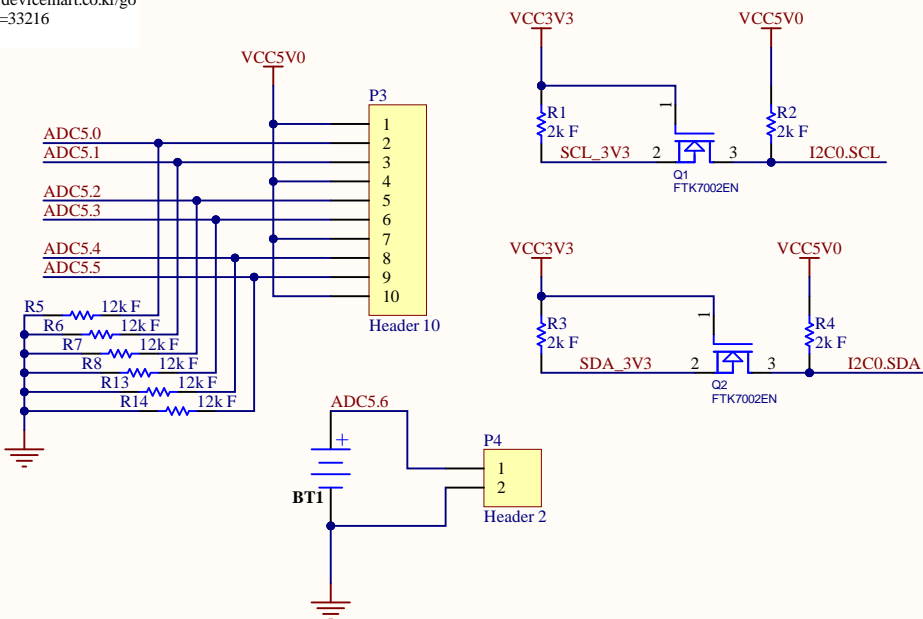 devicemart.co.kr/go
=33216
VCC5V0
P3
ADC5.0
ADC5.1
ADC5.2
ADC5.3
ADC5.4
ADC5.5
1
2
3
4
5
6
7
8
9
10
Header 10
R5 12k F
R6 12k F
R7 12k F
R8 12k F
R13 12k F
R14 12k F
ADC5.6
+
BT1
P4
1
2
Header 2
VCC3V3
VCC5V0
R1
2k F
1
R2
2k F
SCL_3V3
2
3
I2C0.SCL
Q1
FTK7002EN
VCC3V3
VCC5V0
R3
2k F
1
R4
2k F
SDA_3V3
2
3
I2C0.SDA
Q2
FTK7002EN